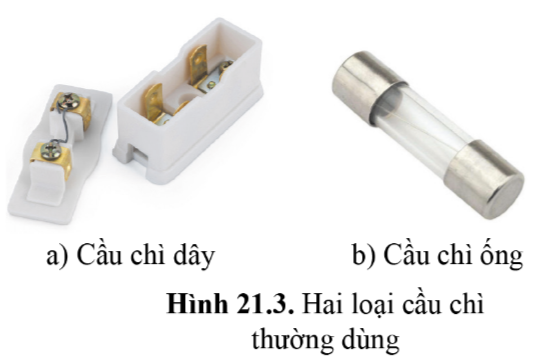 a) Cầu chì dây
b) Cầu chì ống
Hình 21.3. Hai loại cầu chì
thường dùng